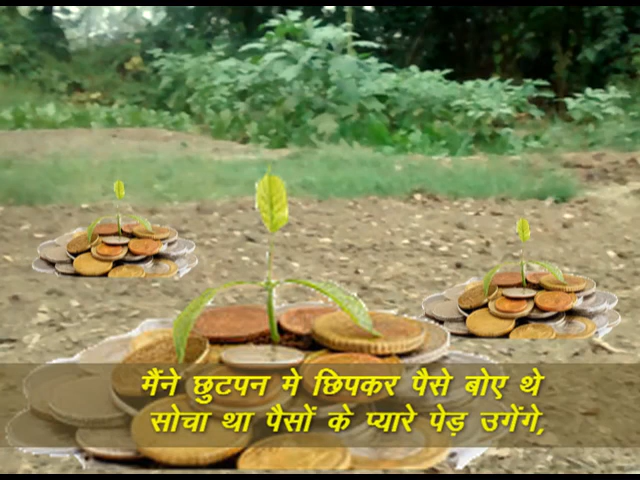 मैंने छुटपन मे छिपकर पैसे बोए थे
सोचा था पैसों के प्यारे पेड़ उगेंगे,